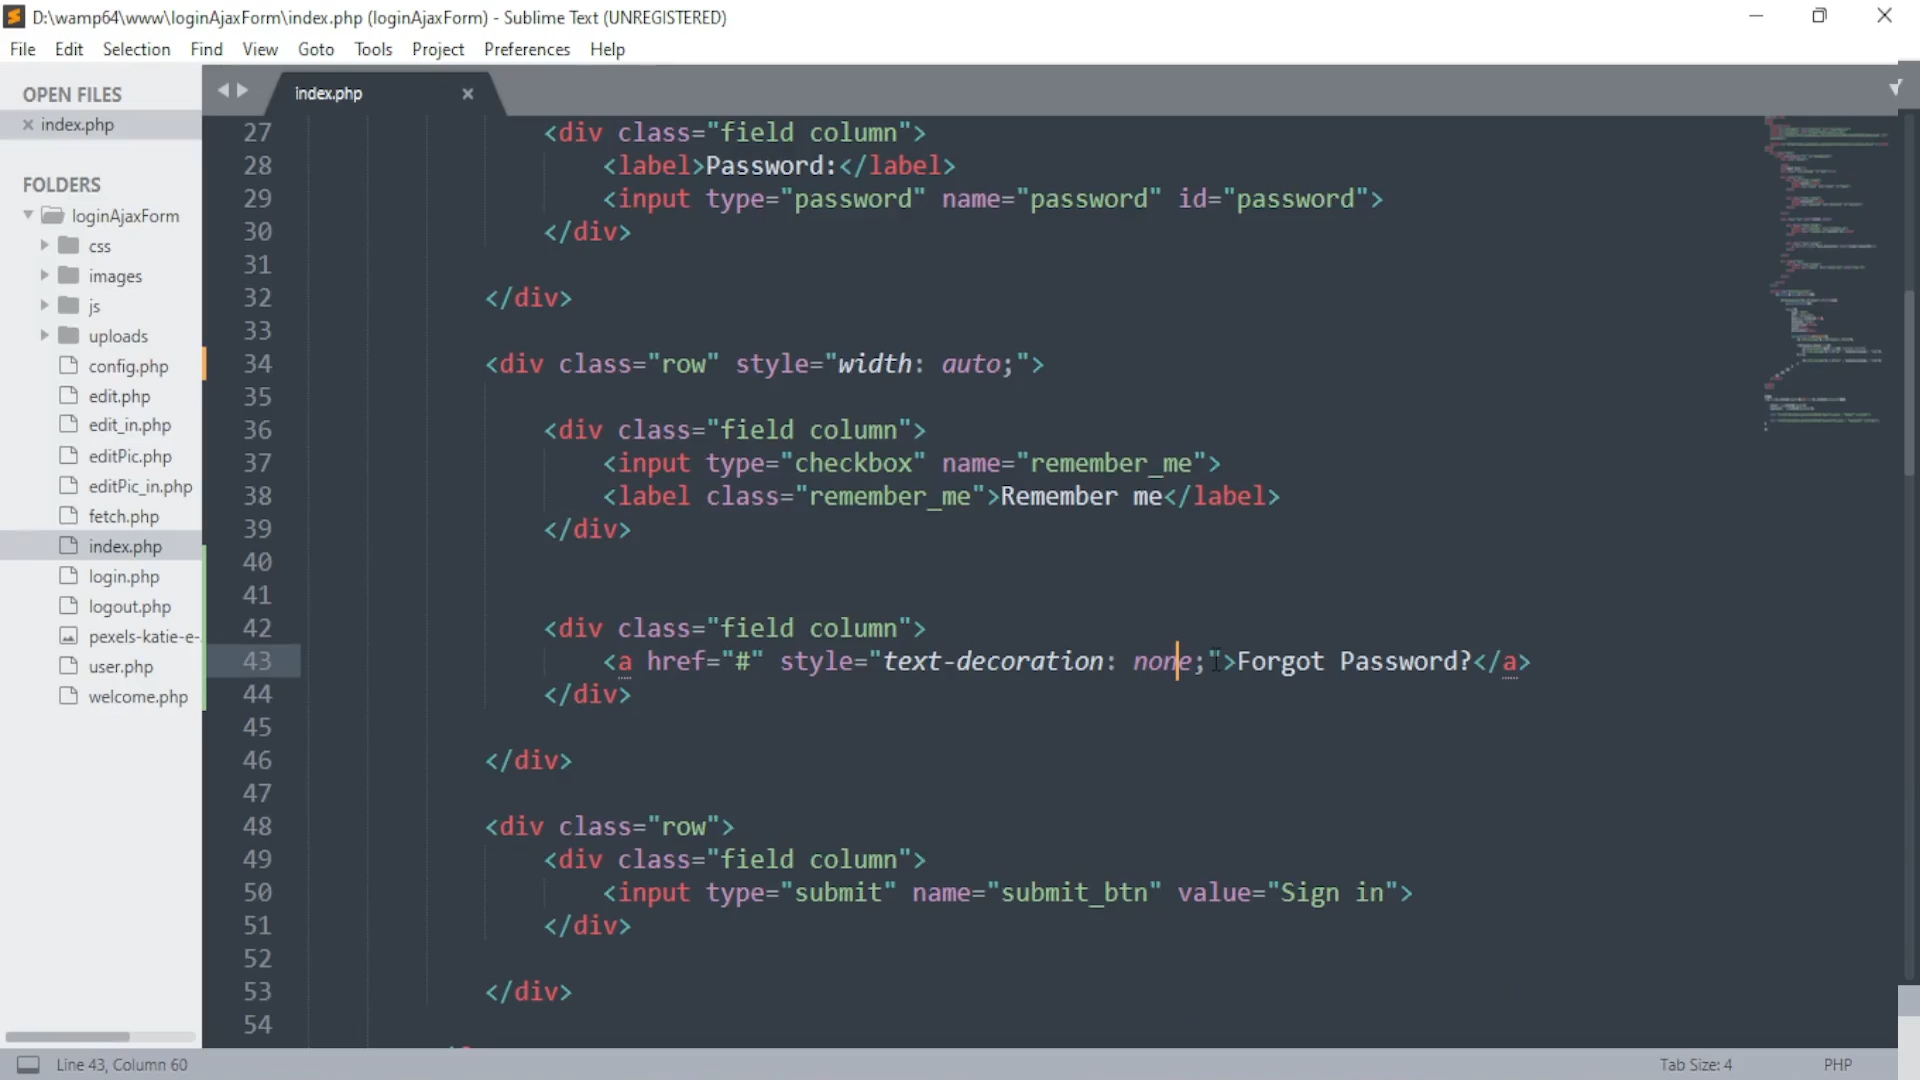 D:\wamp64\www\loginAjaxForm\index.php (loginAjaxForm) - Sublime Text (UNREGISTERED)
File Edit Selection Find View Goto Tools Project Preferences Help
OPEN FILES
index.php
FOLDERS
loginAjaxForm
css
images
js
uploads
config.php
edit.php
edit_in.php
editPic.php
editPic_in.php
fetch.php
index.php
login.php
logout.php
pexels-katie-e-
user.php
welcome.php
index.php
27 <div class="field column">
28 <label>Password:</label>
29 <input type="password" name="password" id="password">
30 </div>
31
32 </div>
33
34 <div class="row" style="width: auto;">
35
36 <div class="field column">
37 <input type="checkbox" name="remember_me">
38 <label class="remember_me">Remember me</label>
39 </div>
40
41
42 <div class="field column">
43 <a href="#" style="text-decoration: none;">Forgot Password?</a>
44 </div>
45
46 </div>
47
48 <div class="row">
49 <div class="field column">
50 <input type="submit" name="submit_btn" value="Sign in">
51 </div>
52
53 </div>
54
Line 43, Column 60
Tab Size: 4
PHP